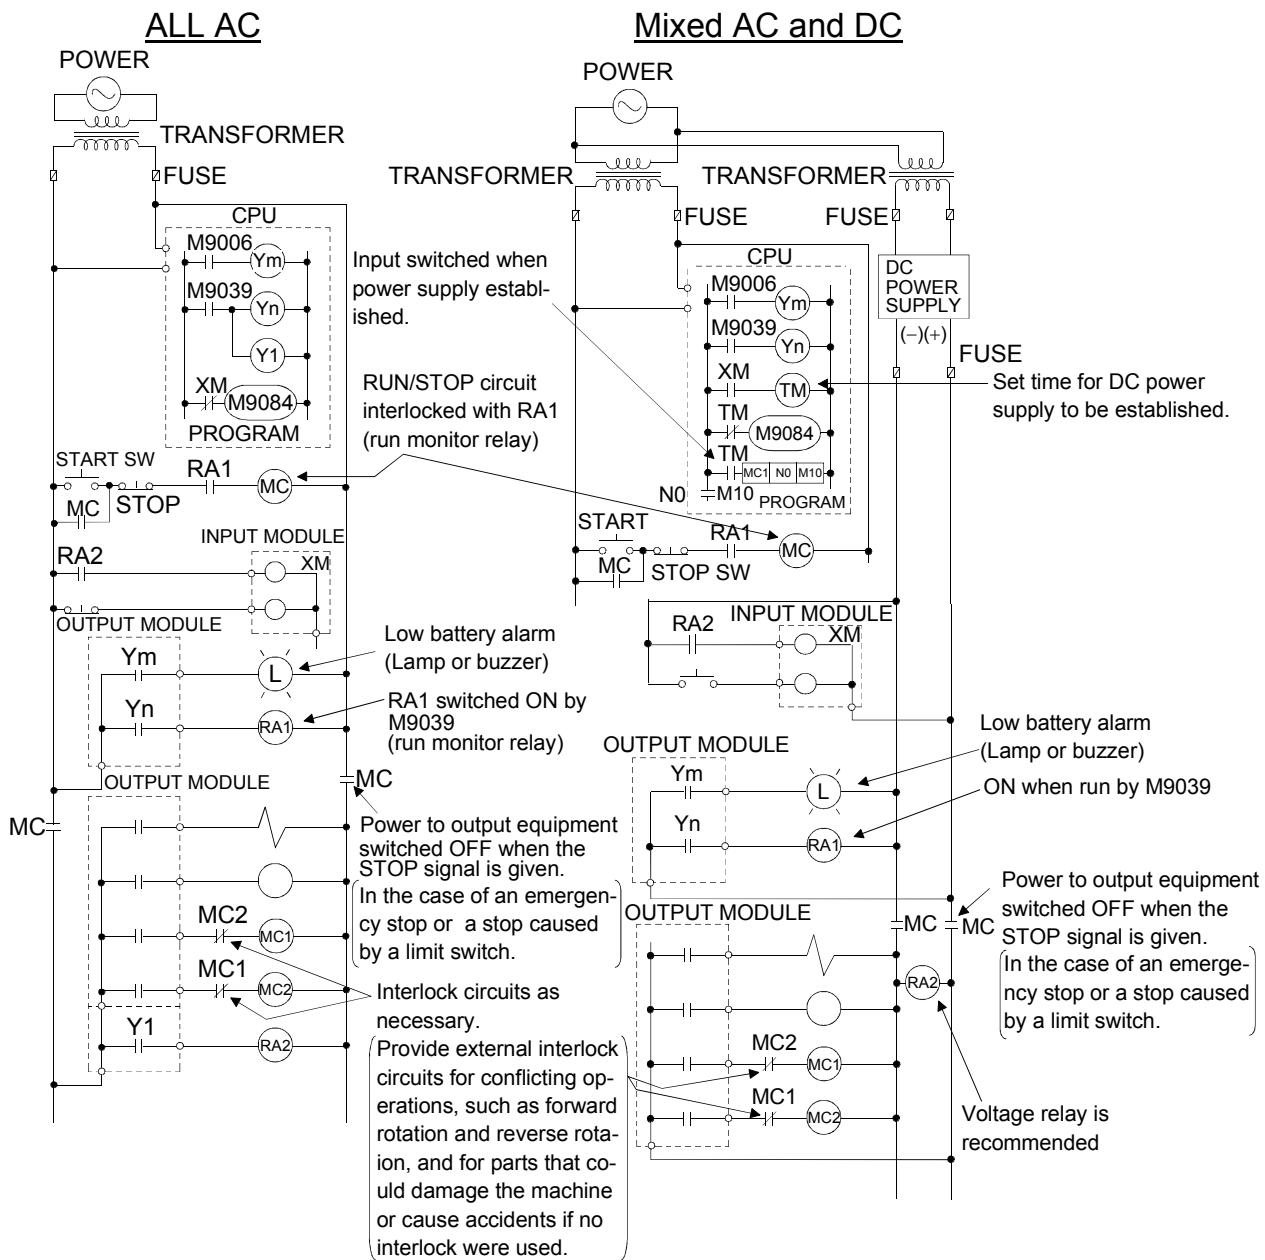 ALL AC
POWER
TRANSFORMER
FUSE
CPU
M9006
Ym
M9039
Yn
Y1
XM
M9084
PROGRAM
START SW
RA1
MC
STOP
MC
INPUT MODULE
RA2
XM
OUTPUT MODULE
Ym
L
Yn
RA1
OUTPUT MODULE
MC
MC
MC2
MC1
MC1
MC2
Y1
RA2
RUN/STOP circuit
interlocked with RA1
(run monitor relay)
Low battery alarm
(Lamp or buzzer)
RA1 switched ON by
M9039
(run monitor relay)
Power to output equipment
switched OFF when the
STOP signal is given.
In the case of an emergen-
cy stop or a stop caused
by a limit switch.
Interlock circuits as
necessary.
Provide external interlock
circuits for conflicting op-
erations, such as forward
rotation and reverse rota-
tion, and for parts that co-
uld damage the machine
or cause accidents if no
interlock were used.
Mixed AC and DC
POWER
TRANSFORMER
TRANSFORMER
FUSE
FUSE
Input switched when
power supply establ-
ished.
CPU
M9006
Ym
M9039
Yn
XM
TM
TM
M9084
TM
MC1 N0 M10
N0
M10
PROGRAM
DC
POWER
SUPPLY
(−)(+)
FUSE
Set time for DC power
supply to be established.
START
RA1
MC
MC
STOP SW
INPUT MODULE
RA2
XM
OUTPUT MODULE
Ym
L
Yn
RA1
Low battery alarm
(Lamp or buzzer)
ON when run by M9039
OUTPUT MODULE
MC
MC
RA2
MC2
MC1
MC1
MC2
Power to output equipment
switched OFF when the
STOP signal is given.
In the case of an emerge-
ncy stop or a stop caused
by a limit switch.
Voltage relay is
recommended